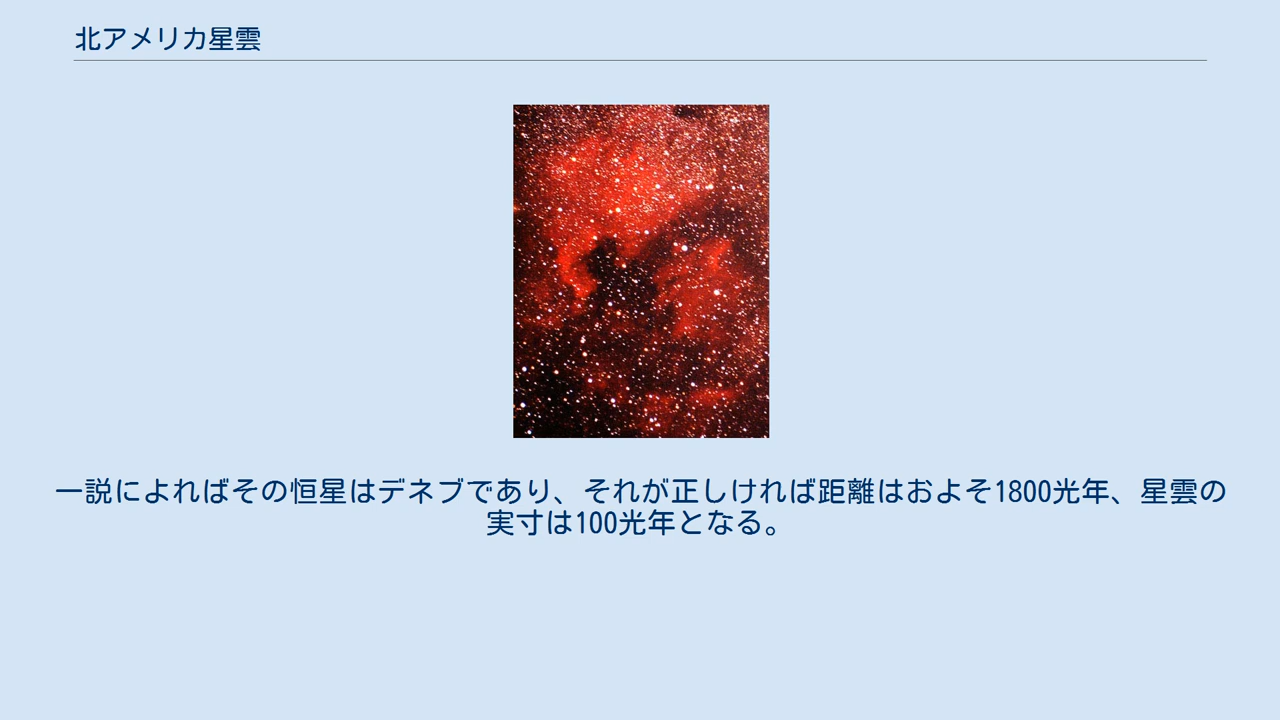 北アメリカ星雲
一説によればその恒星はデネブであり、それが正しければ距離はおよそ1800光年、星雲の
実寸は100光年となる。